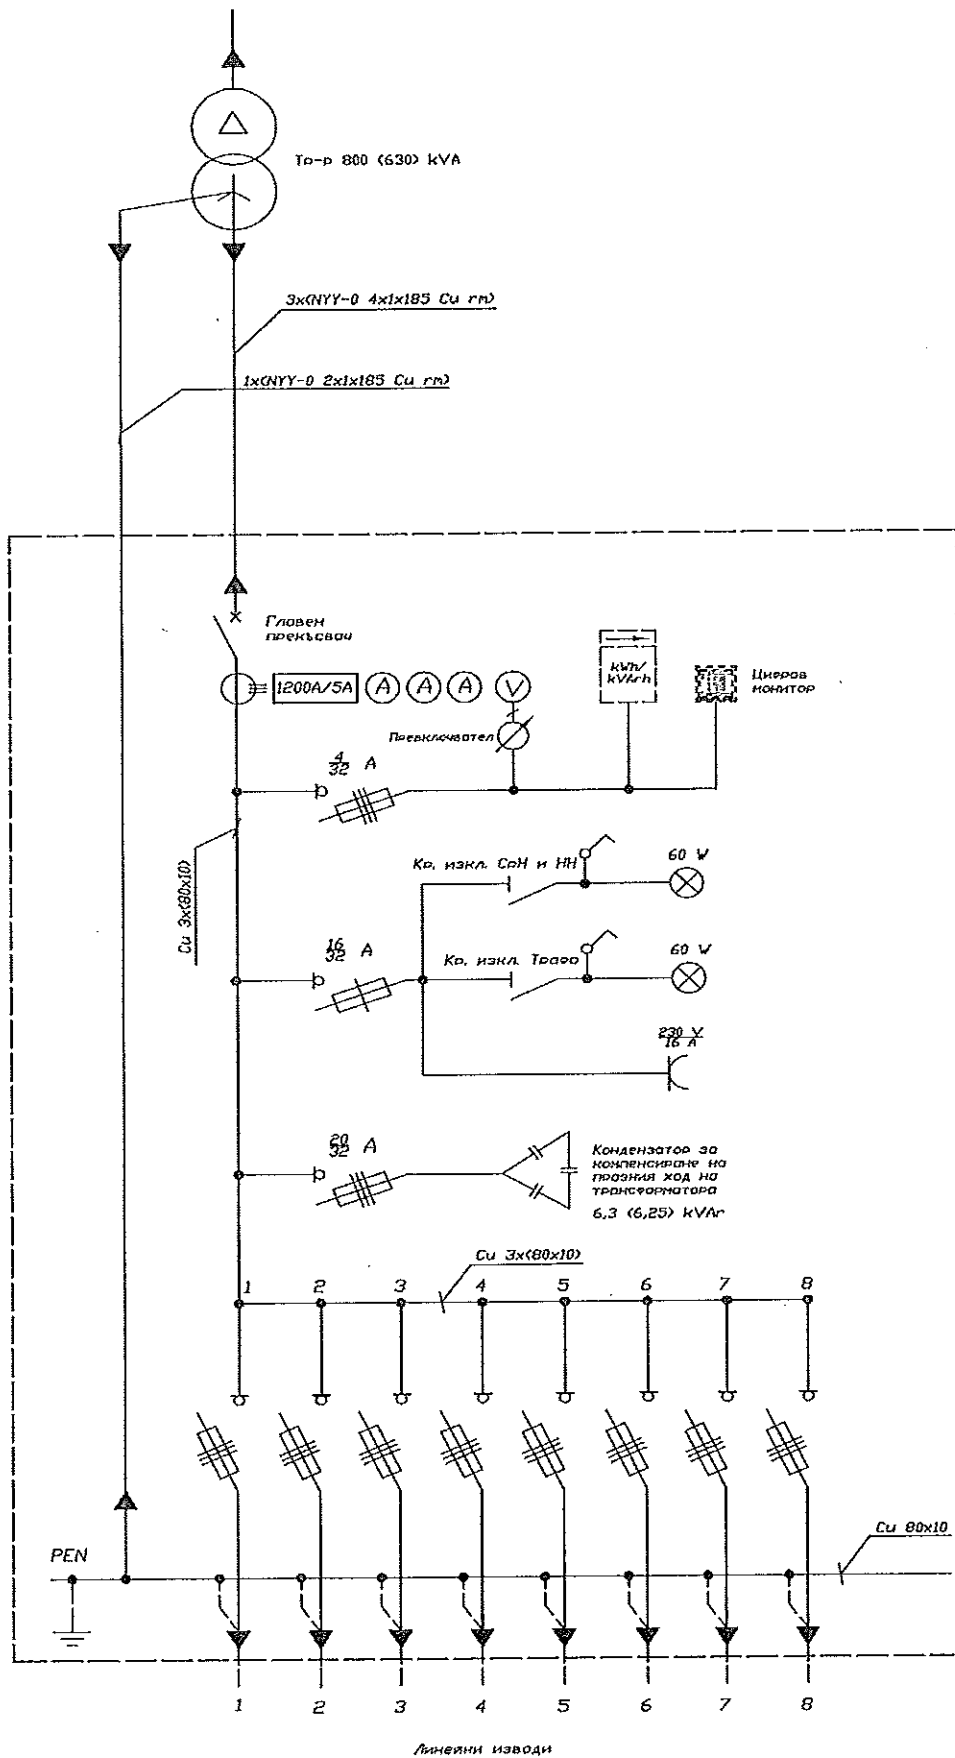 Тр-р 800 (630) kVA
3x(NYY-0 4x1x185 Cu rm)
1x(NYY-0 2x1x185 Cu rm)
Главен
прекъсвач
1200A/5A
A
A
A
V
kWh/
kVArh
Цифров
монитор
Превключвател
4
32 A
Cu 3x(80x10)
Кр. изкл. СрН и НН
60 W
16
32 A
Кр. изкл. Трафо
60 W
230 V
16 A
20
32 A
Кондензатор за
компенсиране на
празния ход на
трансформатора
6,3 (6,25) kVAr
Cu 3x(80x10)
1 2 3 4 5 6 7 8
Cu 80x10
PEN
1 2 3 4 5 6 7 8
Линейни изводи